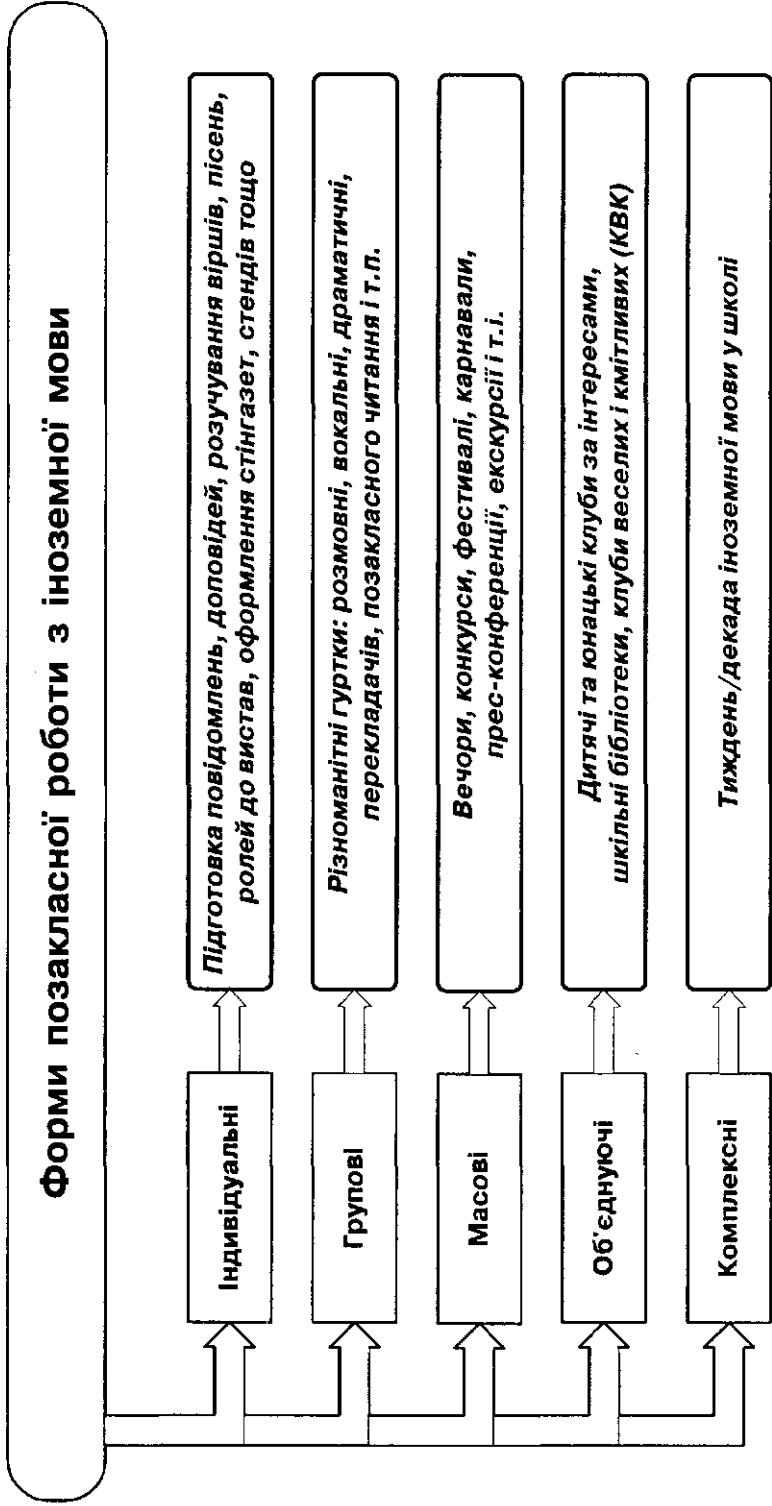 Форми позакласної роботи з іноземної мови
Індивідуальні
Підготовка повідомлень, доповідей, розучування віршів, пісень,
ролей до вистав, оформлення стінгазет, стендів тощо
Групові
Різноманітні гуртки: розмовні, вокальні, драматичні,
перекладачів, позакласного читання і т.п.
Масові
Вечори, конкурси, фестивалі, карнавали,
прес-конференції, екскурсії і т.і.
Об'єднуючі
Дитячі та юнацькі клуби за інтересами,
шкільні бібліотеки, клуби веселих і кмітливих (КВК)
Комплексні
Тиждень/декада іноземної мови у школі